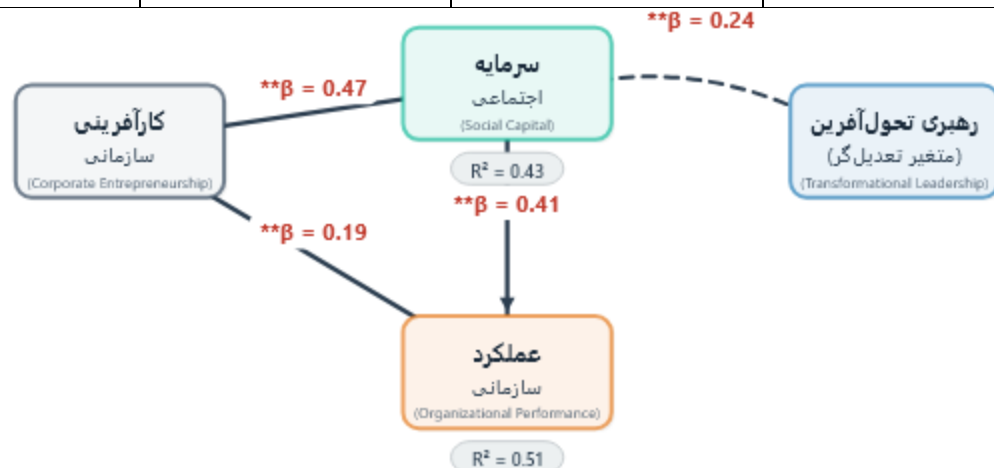 **β = 0.24
سرمایه
اجتماعی
(Social Capital)
**β = 0.47
کارآفرینی
سازمانی
(Corporate Entrepreneurship)
رهبری تحول‌آفرین
(متغیر تعدیل‌گر)
(Transformational Leadership)
R² = 0.43
**β = 0.41
**β = 0.19
عملکرد
سازمانی
(Organizational Performance)
R² = 0.51